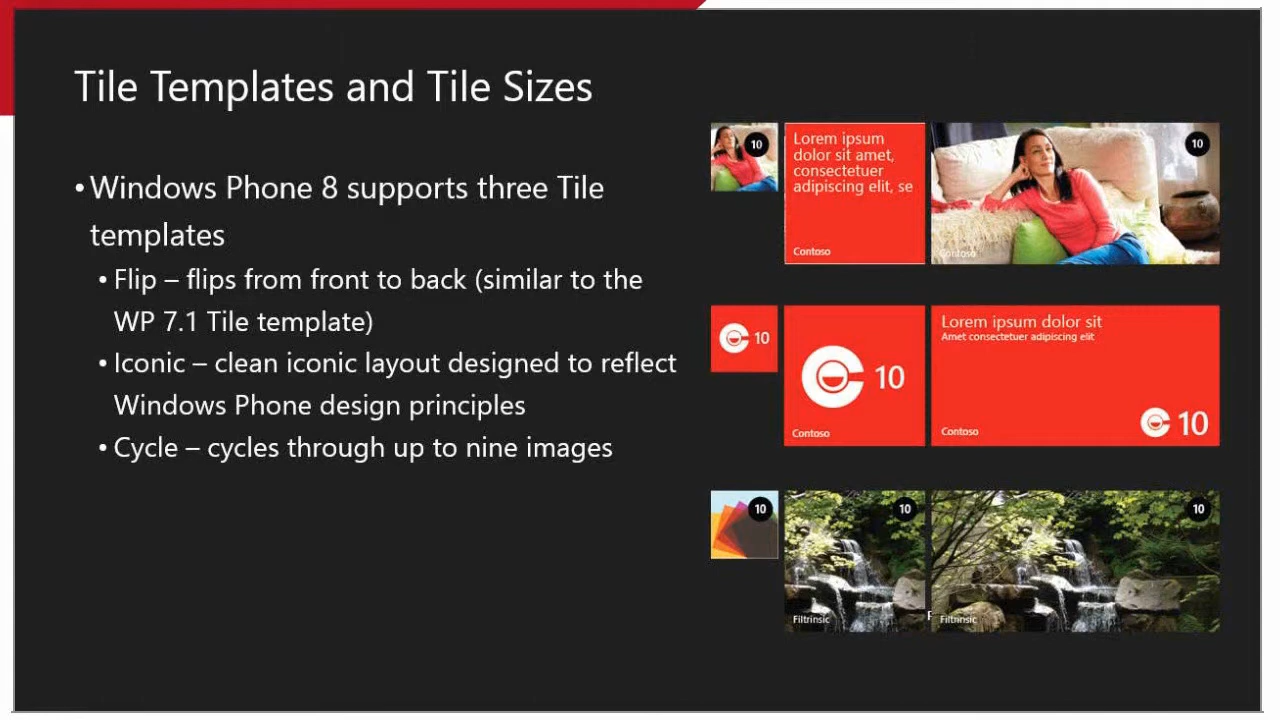 Tile Templates and Tile Sizes
•Windows Phone 8 supports three Tile
templates
•Flip – flips from front to back (similar to the
WP 7.1 Tile template)
•Iconic – clean iconic layout designed to reflect
Windows Phone design principles
•Cycle – cycles through up to nine images
10
Lorem ipsum
dolor sit amet,
consectetuer
adipiscing elit, se
Contoso
10
Contoso
10
10
Contoso
Lorem ipsum dolor sit
Amet consectetuer adipiscing elit
Contoso
10
10
10
Filtrinsic
10
Filtrinsic